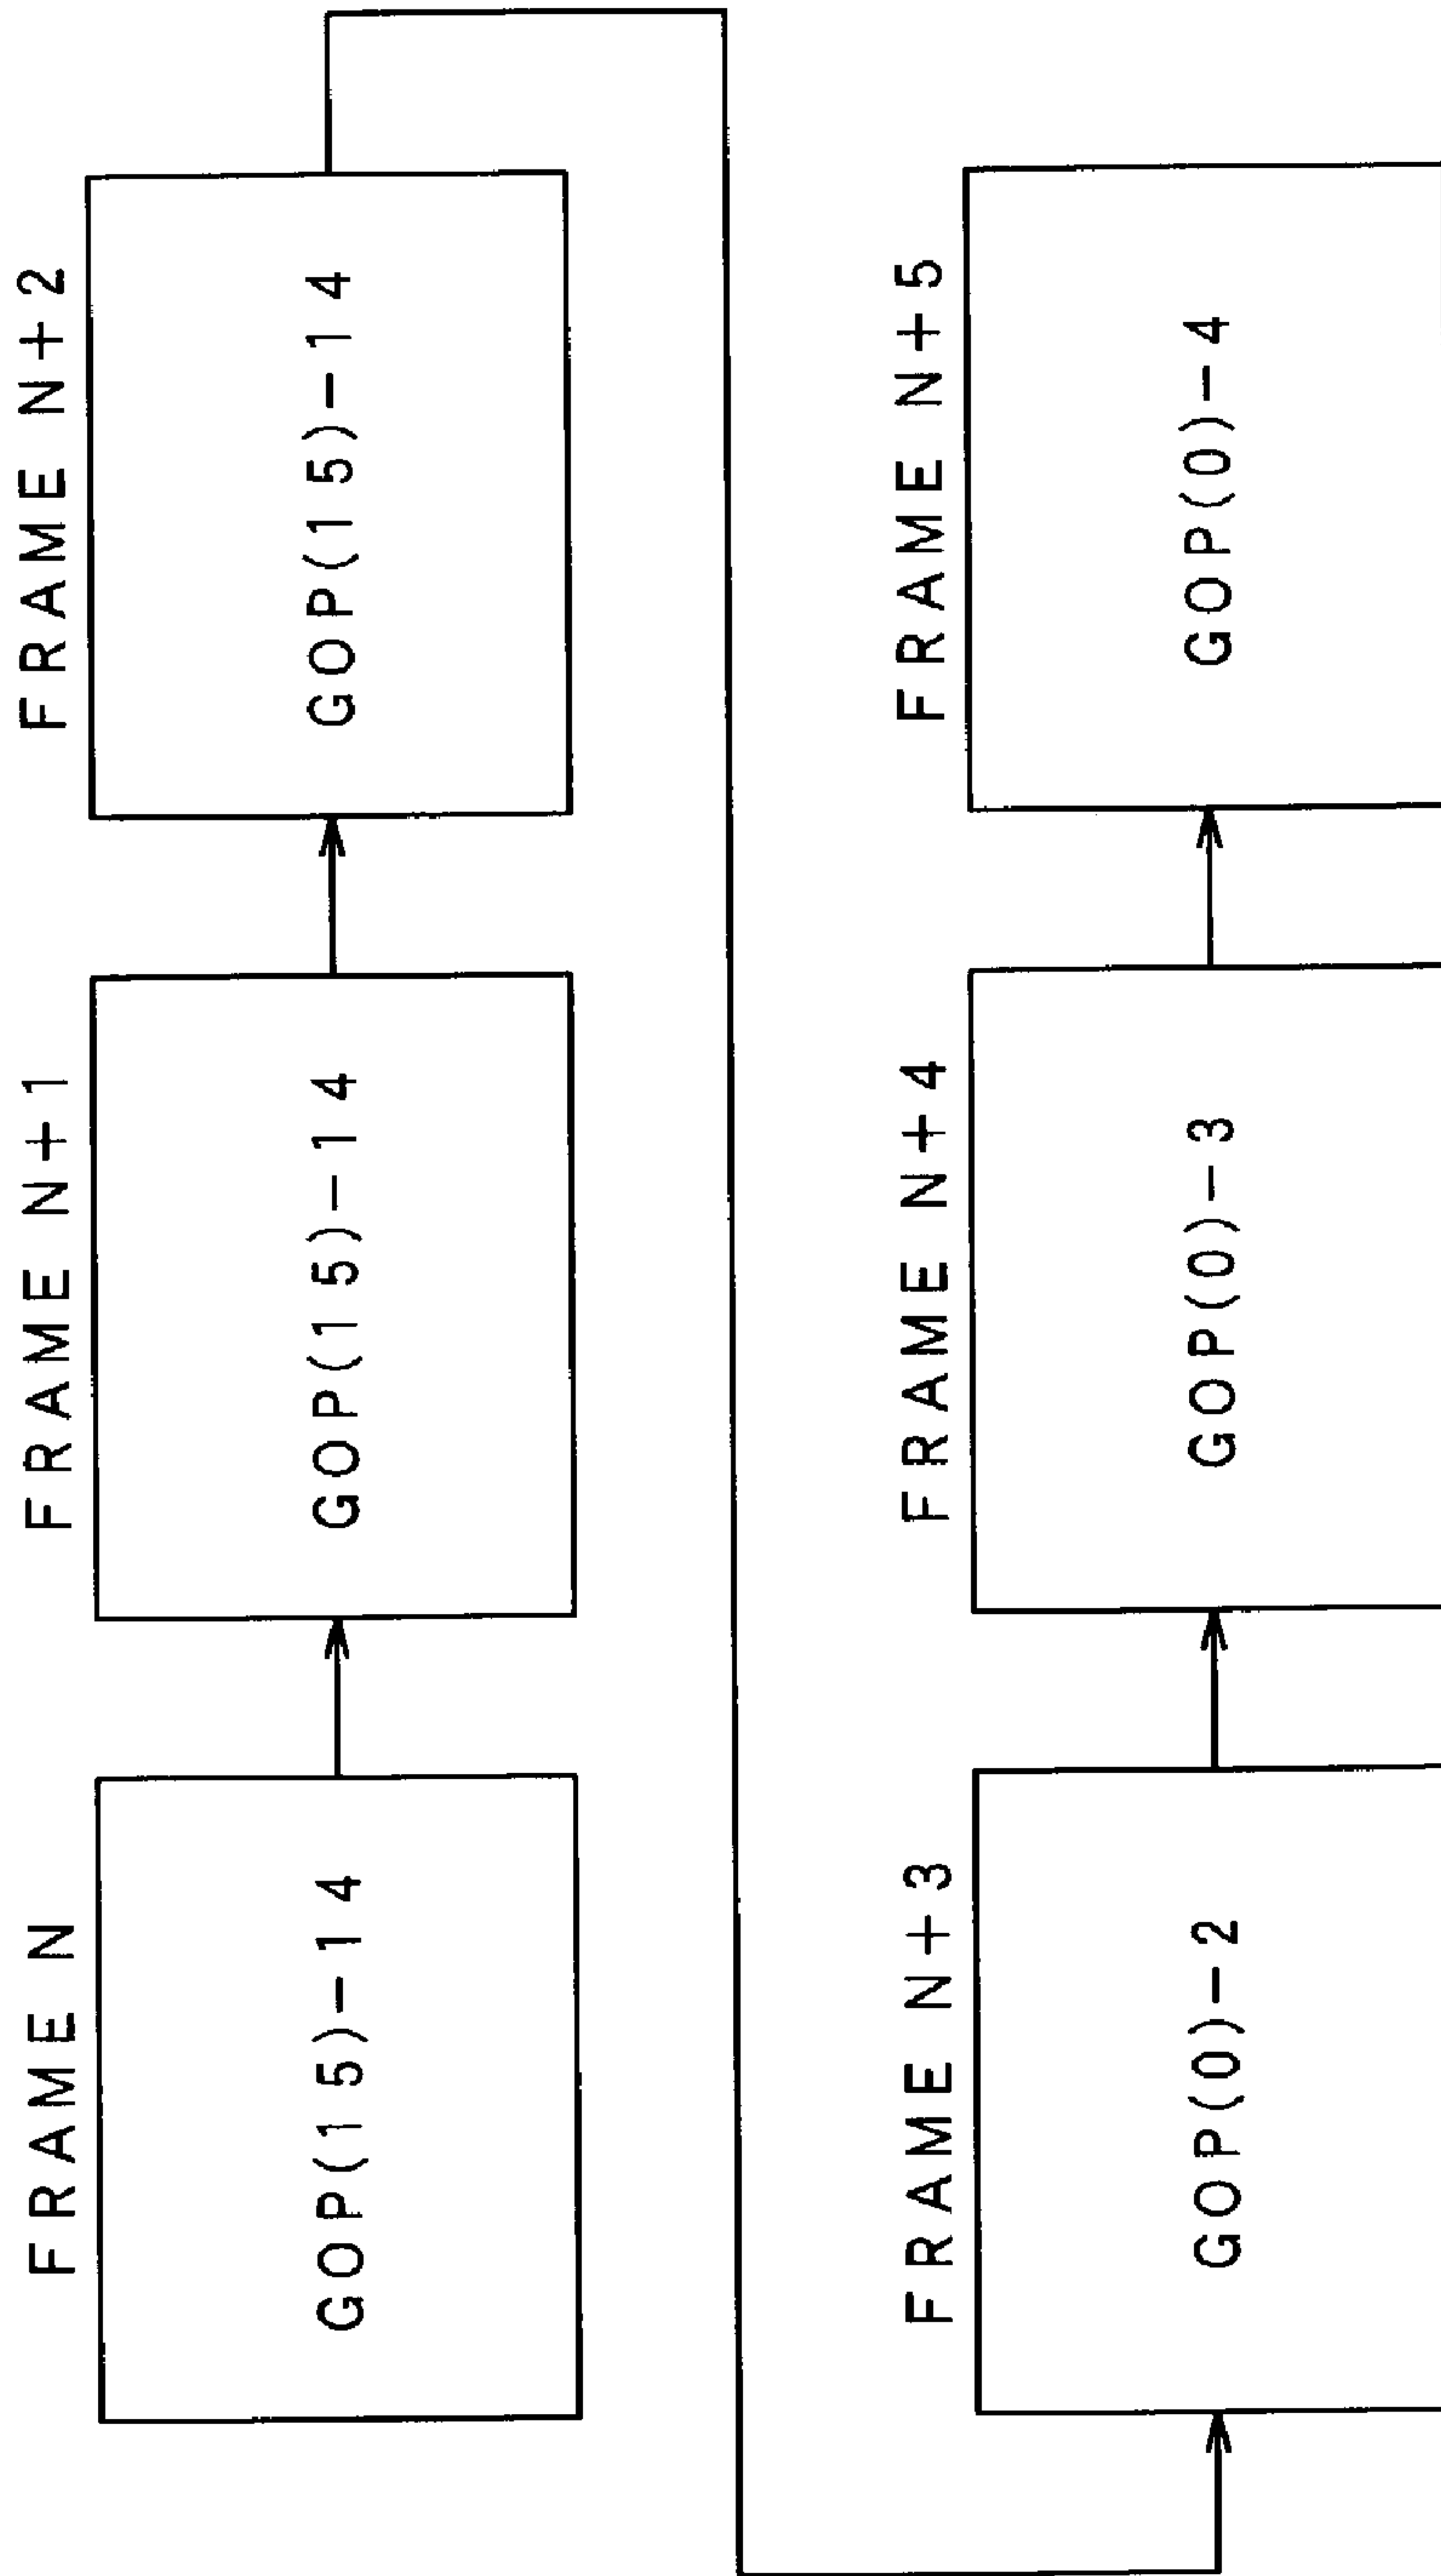 FRAME N
GOP(15)-14
FRAME N+1
GOP(15)-14
FRAME N+2
GOP(15)-14
FRAME N+3
GOP(0)-2
FRAME N+4
GOP(0)-3
FRAME N+5
GOP(0)-4